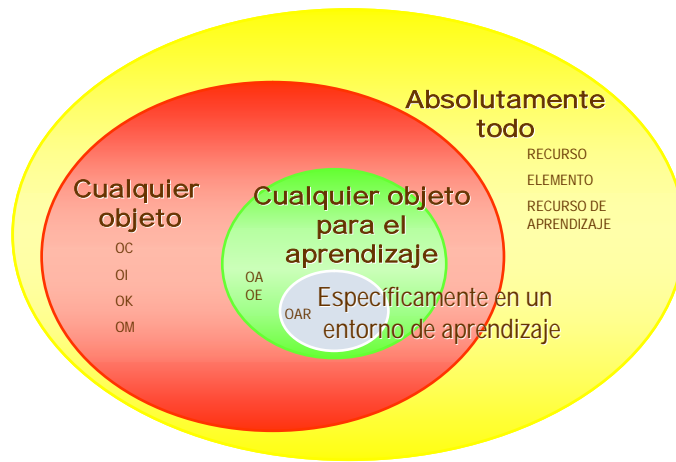 Absolutamente
todo
RECURSO
ELEMENTO
RECURSO DE
APRENDIZAJE
Cualquier
objeto
OC
OI
OK
OM
Cualquier objeto
para el
aprendizaje
OA
OE
OAR
Específicamente en un
entorno de aprendizaje